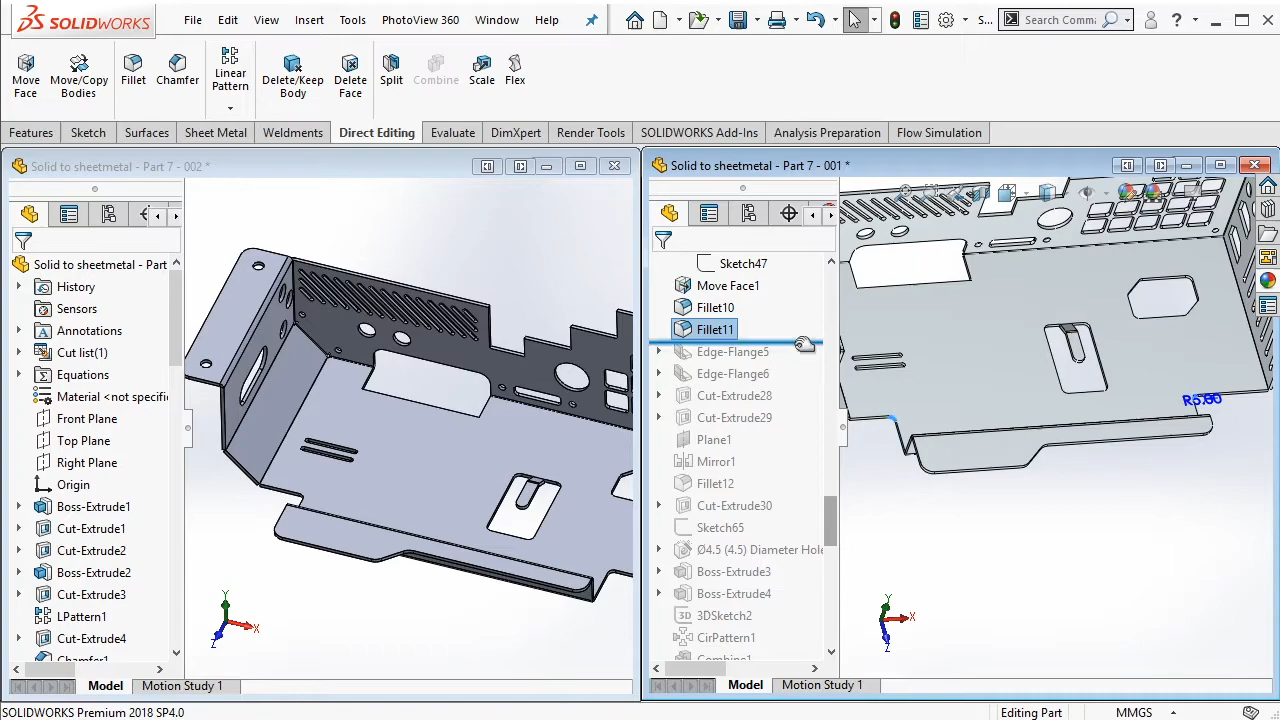 SOLIDWORKS
File Edit View Insert Tools PhotoView 360 Window Help
S...
Search Comma
?
Move Face
Move/Copy Bodies
Fillet
Chamfer
Linear Pattern
Delete/Keep Body
Delete Face
Split
Combine
Scale
Flex
Features Sketch Surfaces Sheet Metal Weldments Direct Editing Evaluate DimXpert Render Tools SOLIDWORKS Add-Ins Analysis Preparation Flow Simulation
Solid to sheetmetal - Part 7 - 002 *
Solid to sheetmetal - Part
History
Sensors
Annotations
Cut list(1)
Equations
Material <not specifi
Front Plane
Top Plane
Right Plane
Origin
Boss-Extrude1
Cut-Extrude1
Cut-Extrude2
Boss-Extrude2
Cut-Extrude3
LPattern1
Cut-Extrude4
Chamfer1
Y
X
Z
Model Motion Study 1
Solid to sheetmetal - Part 7 - 001 *
Sketch47
Move Face1
Fillet10
Fillet11
Edge-Flange5
Edge-Flange6
Cut-Extrude28
Cut-Extrude29
Plane1
Mirror1
Fillet12
Cut-Extrude30
Sketch65
Ø4.5 (4.5) Diameter Hole
Boss-Extrude3
Boss-Extrude4
3D 3DSketch2
CirPattern1
Combine1
R5.00
Y
X
Z
Model Motion Study 1
SOLIDWORKS Premium 2018 SP4.0
Editing Part
MMGS